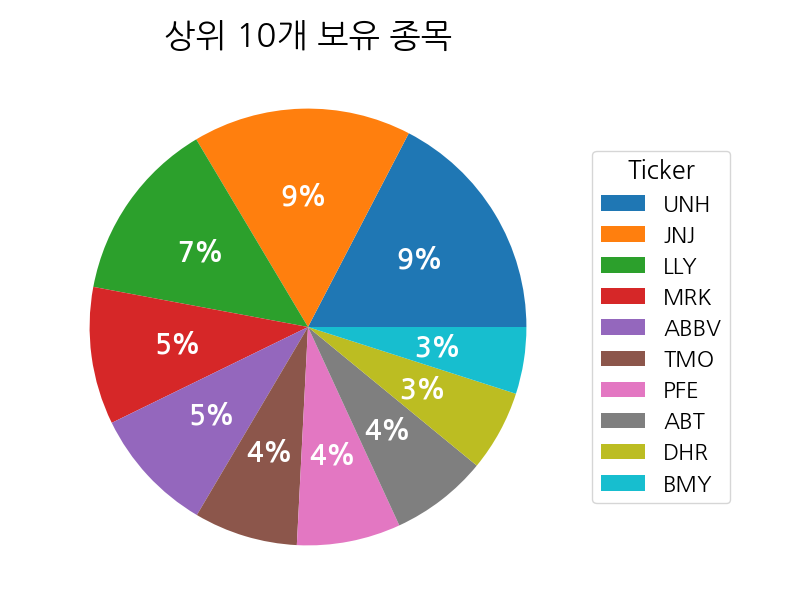 상위 10개 보유 종목
9%
9%
7%
5%
5%
4%
4%
4%
3%
3%
Ticker
UNH
JNJ
LLY
MRK
ABBV
TMO
PFE
ABT
DHR
BMY